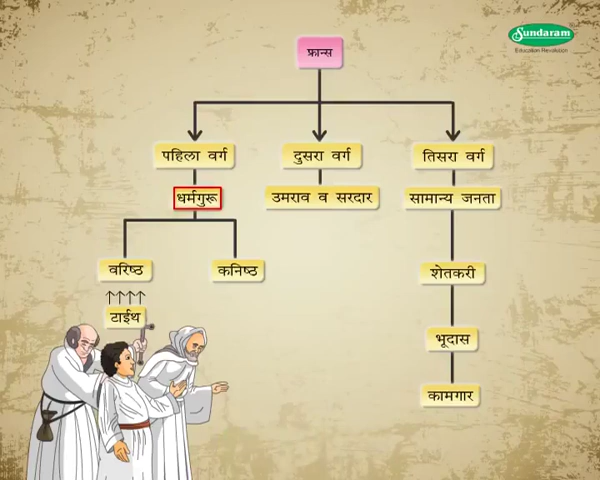 Sundaram
Education Revolution
फ्रान्स
पहिला वर्ग
दुसरा वर्ग
तिसरा वर्ग
धर्मगुरू
उमराव व सरदार
सामान्य जनता
वरिष्ठ
कनिष्ठ
शेतकरी
टाईथ
भूदास
कामगार